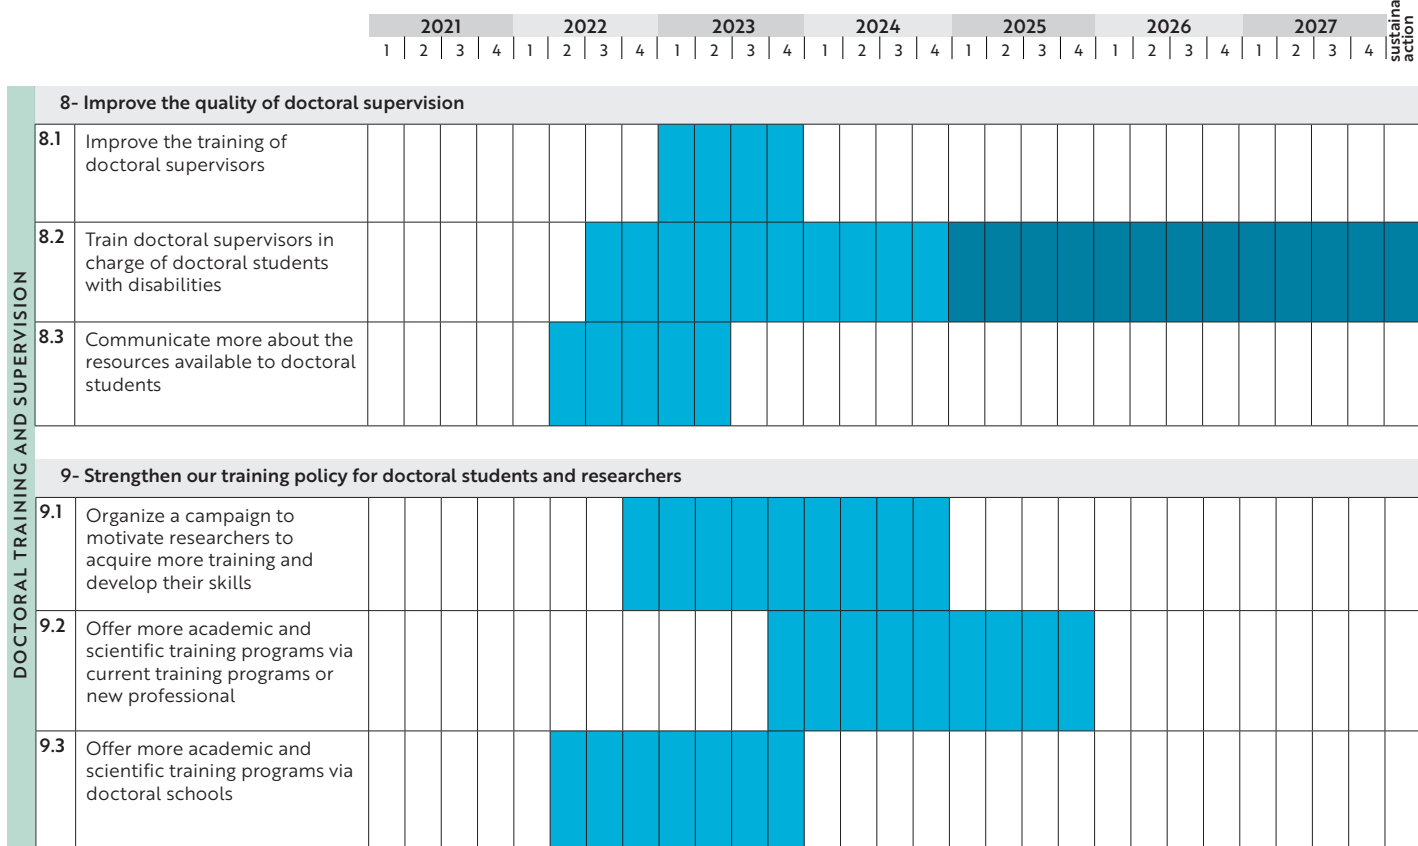 2021 2022 2023 2024 2025 2026 2027
1 2 3 4 1 2 3 4 1 2 3 4 1 2 3 4 1 2 3 4 1 2 3 4 1 2 3 4
action
DOCTORAL TRAINING AND SUPERVISION
8- Improve the quality of doctoral supervision
8.1 Improve the training of
doctoral supervisors
8.2 Train doctoral supervisors in
charge of doctoral students
with disabilities
8.3 Communicate more about the
resources available to doctoral
students
9- Strengthen our training policy for doctoral students and researchers
9.1 Organize a campaign to
motivate researchers to
acquire more training and
develop their skills
9.2 Offer more academic and
scientific training programs via
current training programs or
new professional
9.3 Offer more academic and
scientific training programs via
doctoral schools